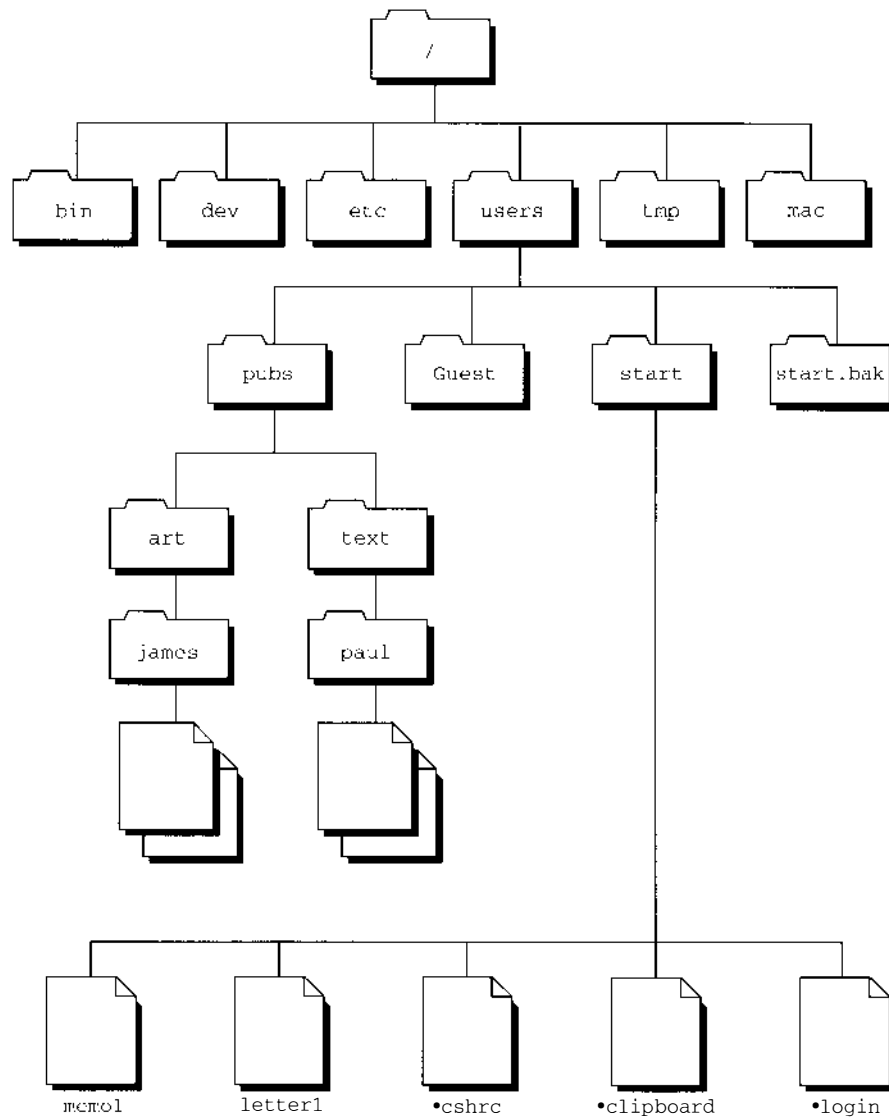 /
bin dev etc users tmp mac
pubs Guest start start.bak
art text
james paul
memo1 letter1 •cshrc •clipboard •login